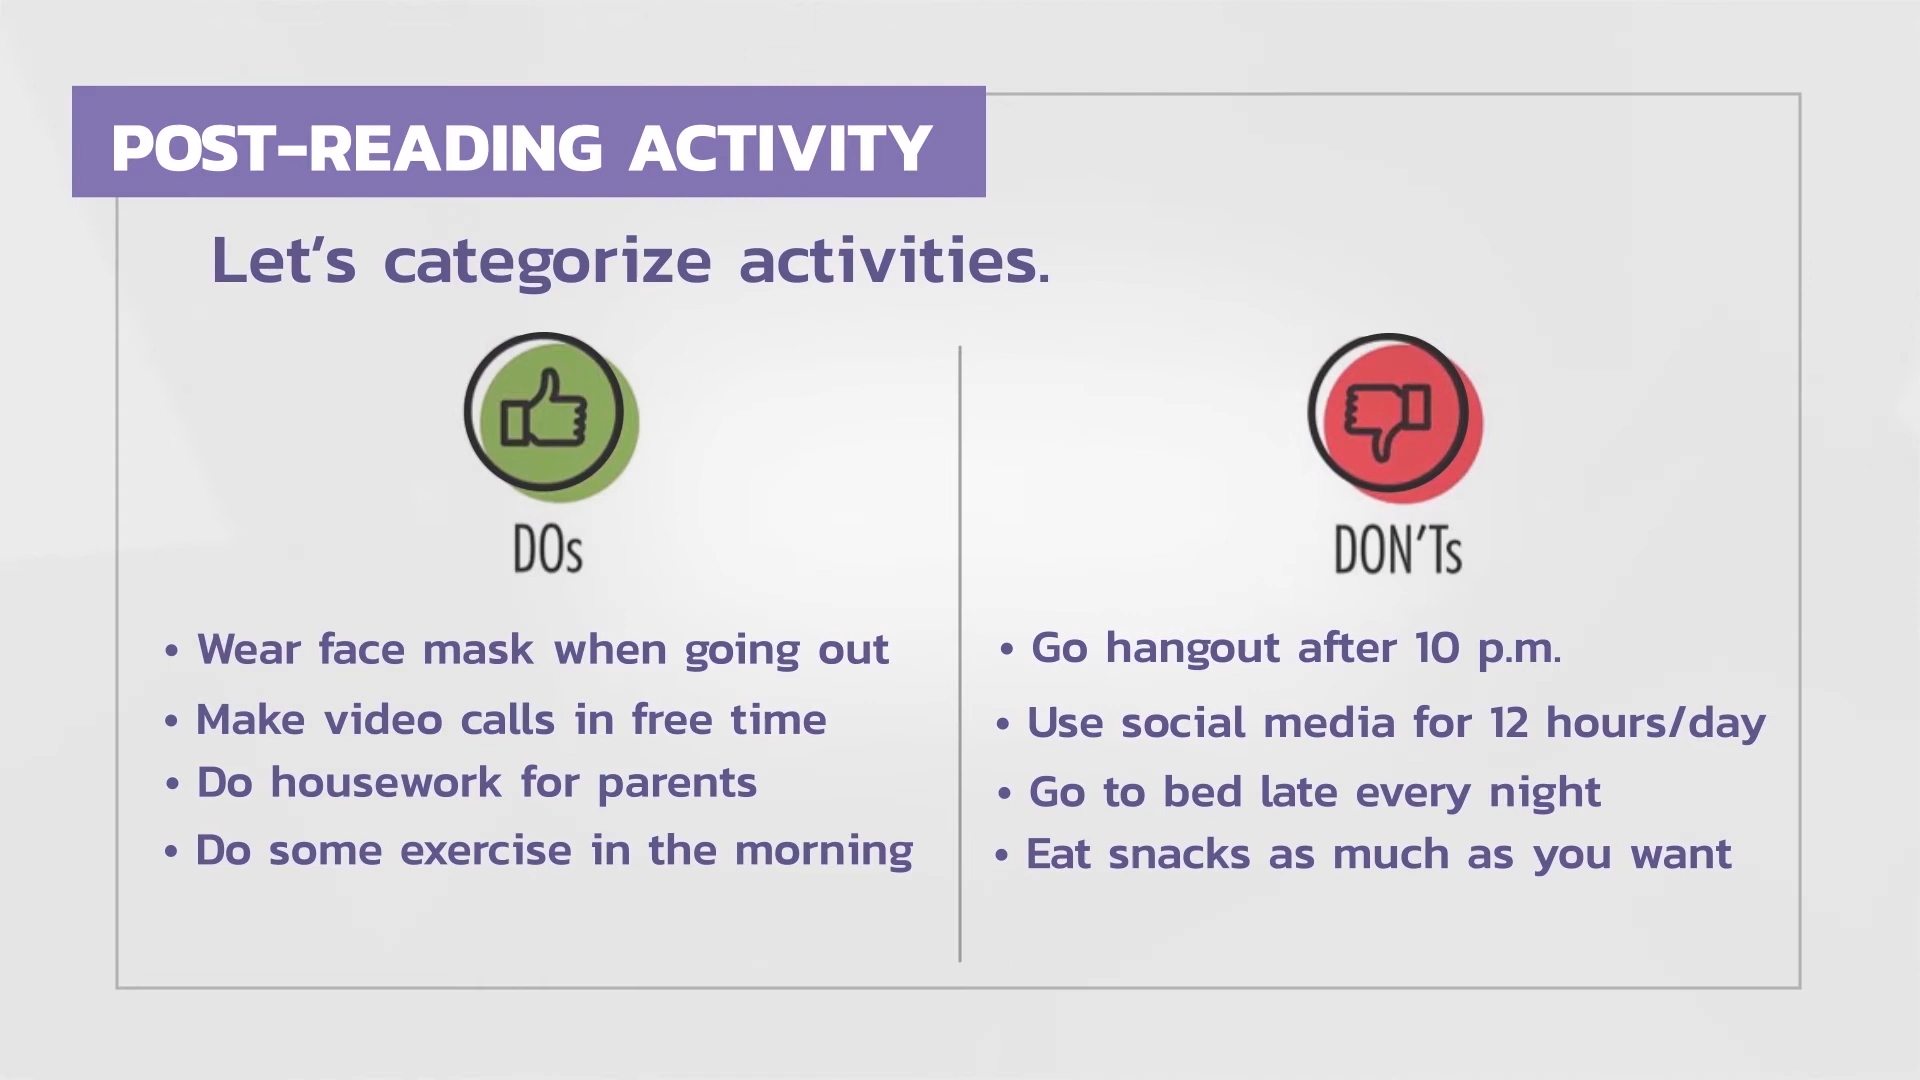 POST-READING ACTIVITY
Let's categorize activities.
DOs
• Wear face mask when going out
• Make video calls in free time
• Do housework for parents
• Do some exercise in the morning
DON'Ts
• Go hangout after 10 p.m.
• Use social media for 12 hours/day
• Go to bed late every night
• Eat snacks as much as you want